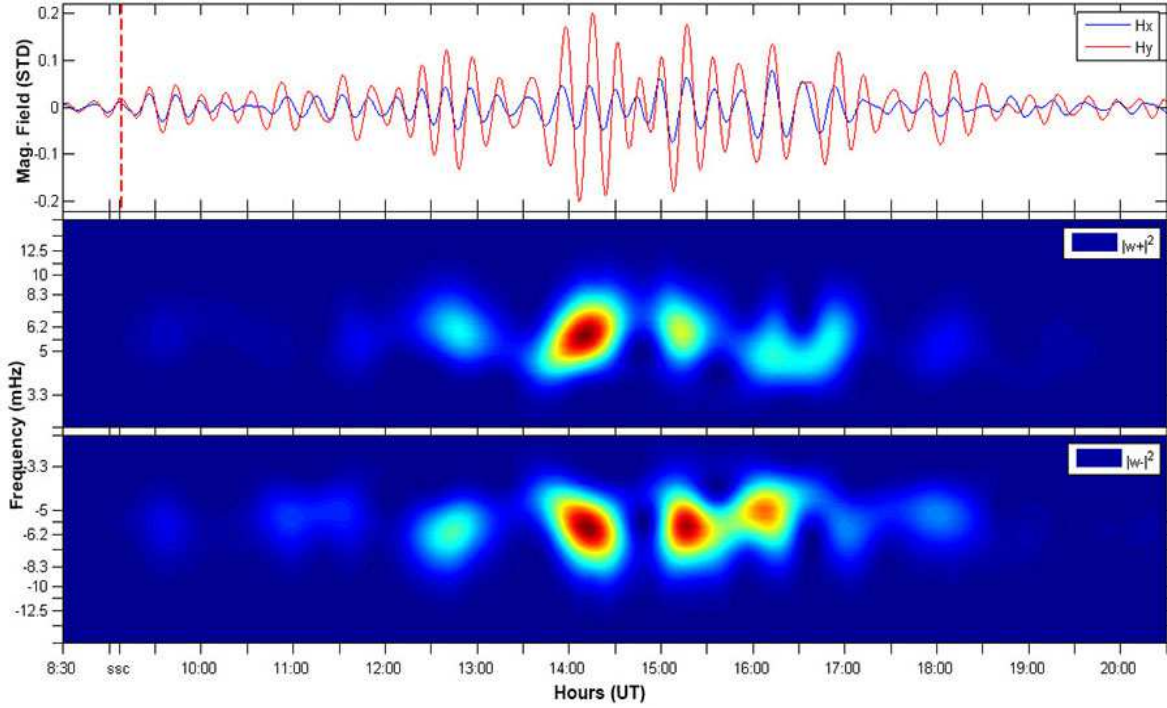 0.2
0.1
0
-0.1
-0.2
Mag. Field (STD)
Hx
Hy
12.5
10
8.3
6.2
5
3.3
|w+|²
Frequency (mHz)
-3.3
-5
-6.2
-8.3
-10
-12.5
|w-|²
8:30 ssc 10:00 11:00 12:00 13:00 14:00 15:00 16:00 17:00 18:00 19:00 20:00
Hours (UT)